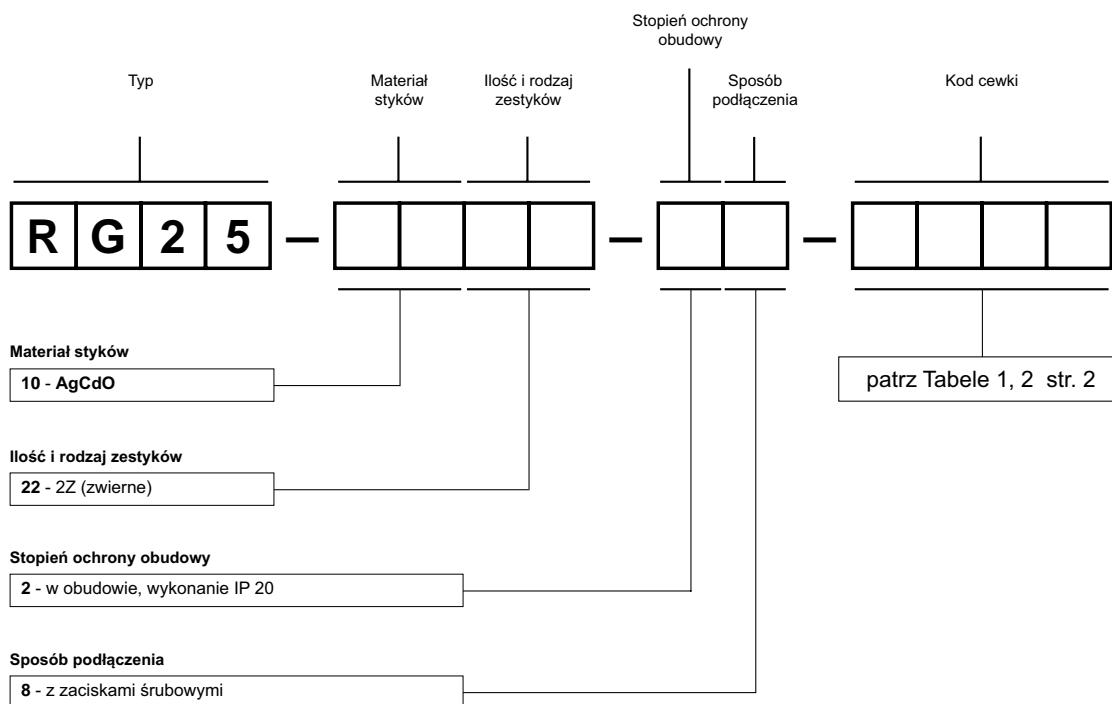 Stopień ochrony
obudowy
Typ
Materiał
styków
Ilość i rodzaj
zestyków
Sposób
podłączenia
Kod cewki
R G 2 5 – – –
Materiał styków
10 - AgCdO
patrz Tabele 1, 2 str. 2
Ilość i rodzaj zestyków
22 - 2Z (zwierne)
Stopień ochrony obudowy
2 - w obudowie, wykonanie IP 20
Sposób podłączenia
8 - z zaciskami śrubowymi